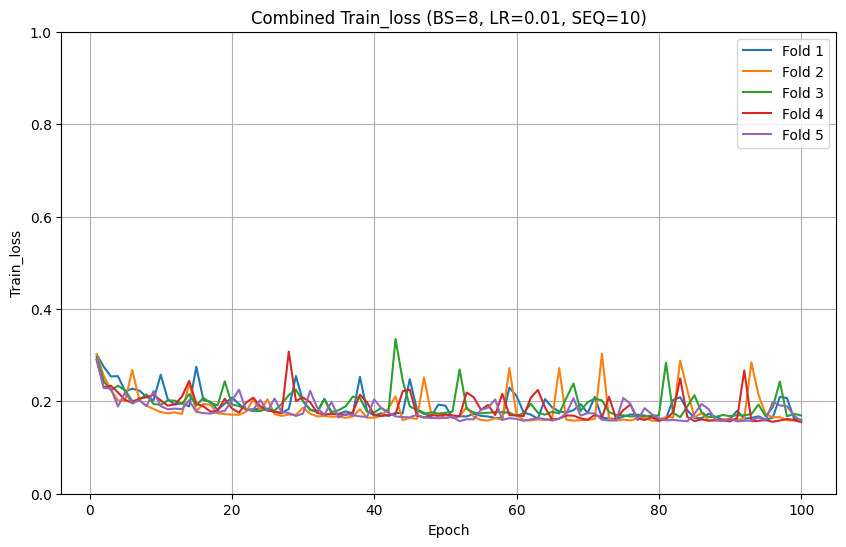 Combined Train_loss (BS=8, LR=0.01, SEQ=10)
Fold 1
Fold 2
Fold 3
Fold 4
Fold 5
Train_loss
1.0
0.8
0.6
0.4
0.2
0.0
0 20 40 60 80 100
Epoch